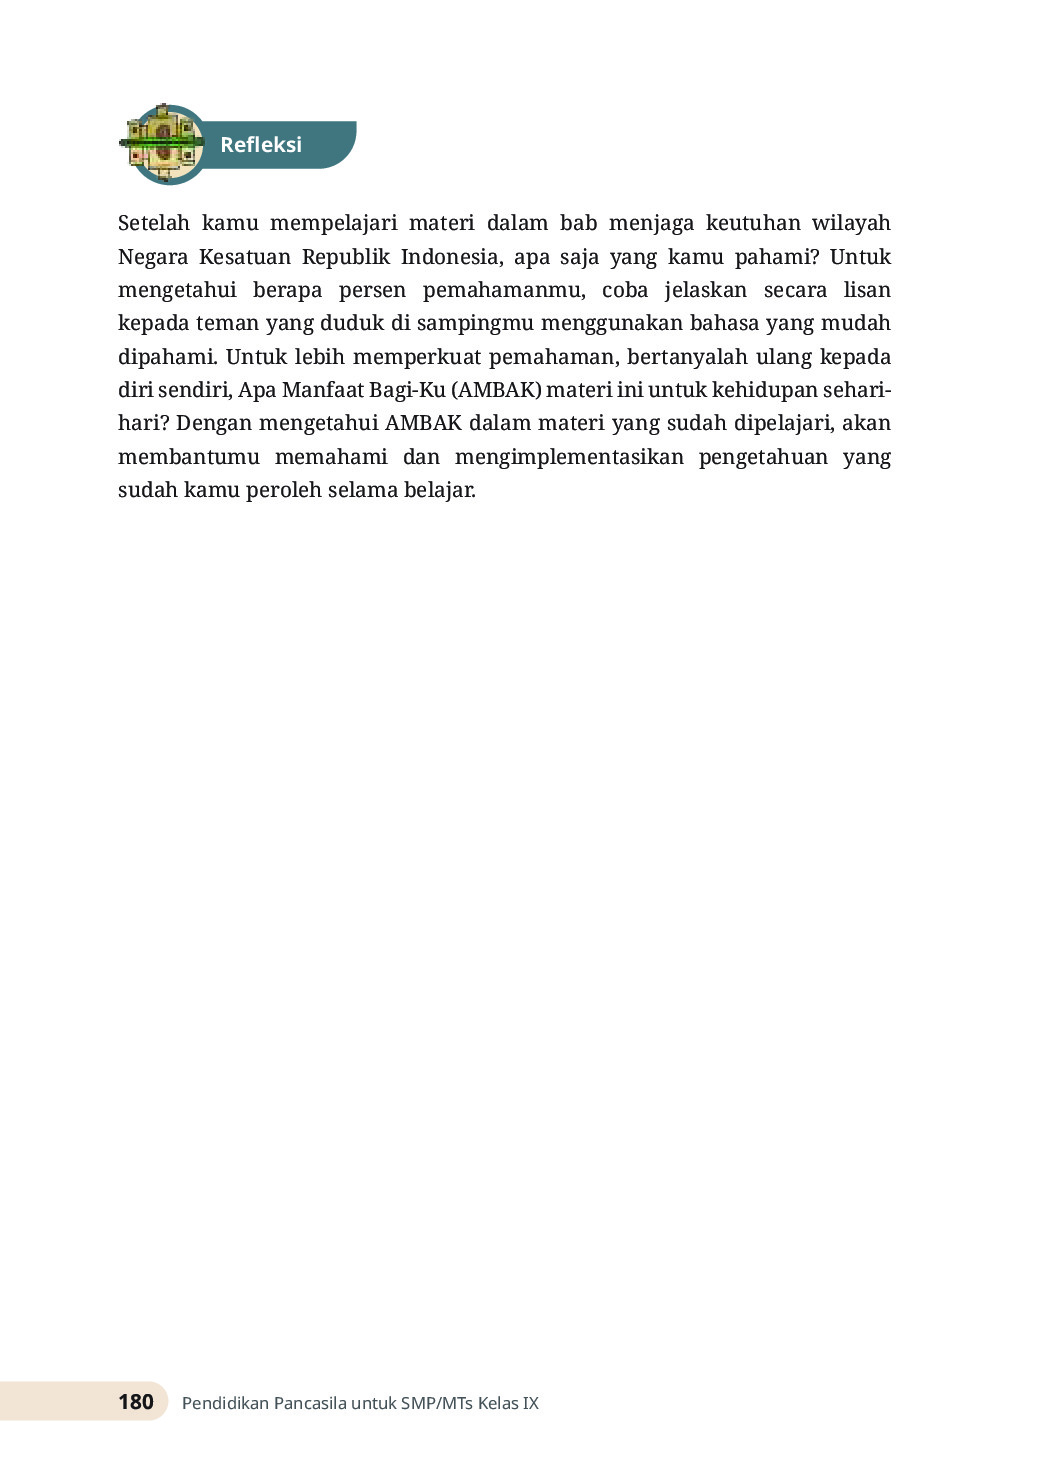 Refleksi
Setelah kamu mempelajari materi dalam bab menjaga keutuhan wilayah
Negara Kesatuan Republik Indonesia, apa saja yang kamu pahami? Untuk
mengetahui berapa persen pemahamanmu, coba jelaskan secara lisan
kepada teman yang duduk di sampingmu menggunakan bahasa yang mudah
dipahami. Untuk lebih memperkuat pemahaman, bertanyalah ulang kepada
diri sendiri, Apa Manfaat Bagi-Ku (AMBAK) materi ini untuk kehidupan sehari-
hari? Dengan mengetahui AMBAK dalam materi yang sudah dipelajari, akan
membantumu memahami dan mengimplementasikan pengetahuan yang
sudah kamu peroleh selama belajar.
180 Pendidikan Pancasila untuk SMP/MTs Kelas IX